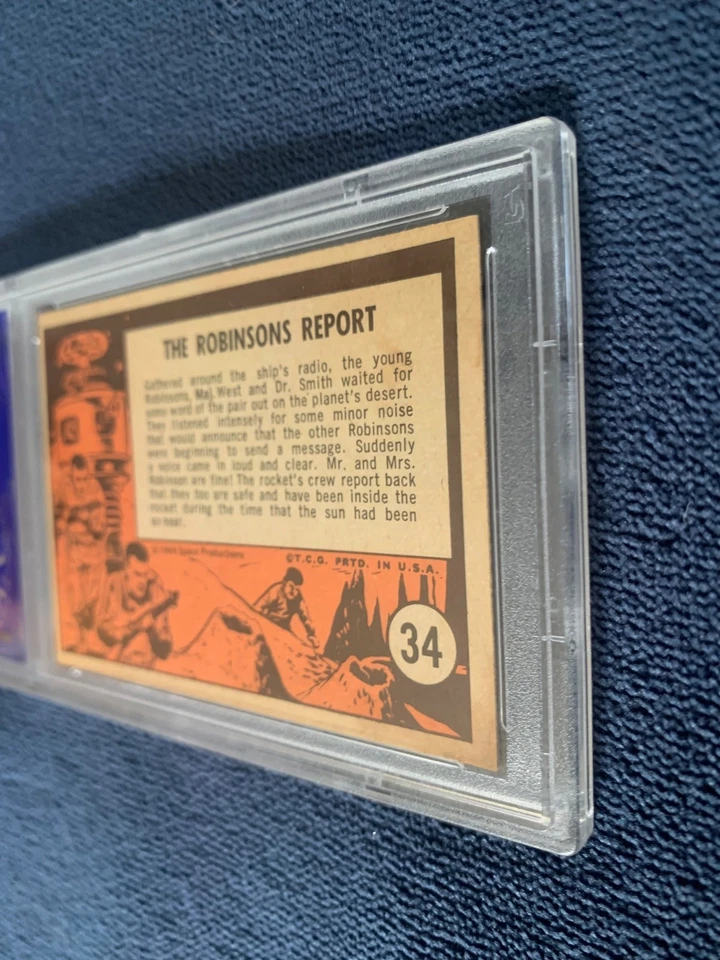 THE ROBINSONS REPORT
Gathered around the ship's radio, the young
Robinsons, Maj. West and Dr. Smith waited for
some word of the pair out on the planet's desert.
They listened intensely for some minor noise
that would announce that the other Robinsons
were beginning to send a message. Suddenly
a voice came in loud and clear. Mr. and Mrs.
Robinson are fine! The rocket's crew report back
that they too are safe and have been inside the
rocket during the time that the sun had been
so near.
Space Productions
©T.C.G. PRTD. IN U.S.A.
34